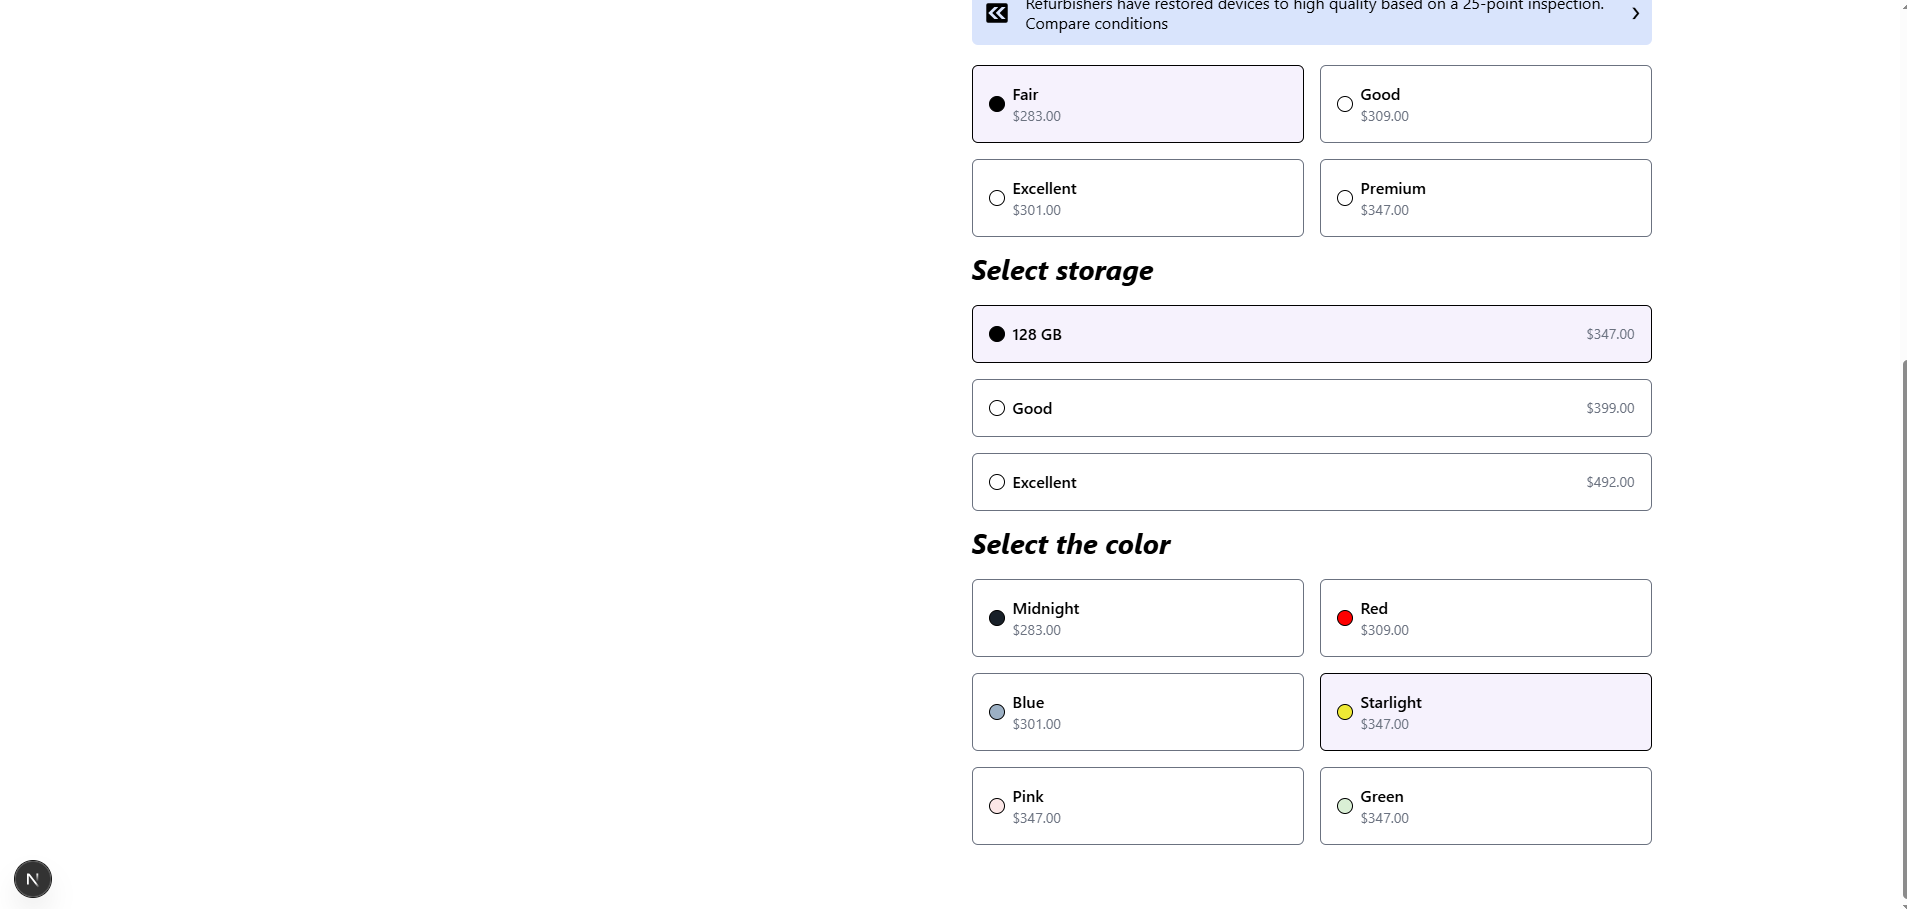 Refurbishers have restored devices to high quality based on a 25-point inspection.
Compare conditions
Fair
$283.00
Good
$309.00
Excellent
$301.00
Premium
$347.00
Select storage
128 GB
$347.00
Good
$399.00
Excellent
$492.00
Select the color
Midnight
$283.00
Red
$309.00
Blue
$301.00
Starlight
$347.00
Pink
$347.00
Green
$347.00
N